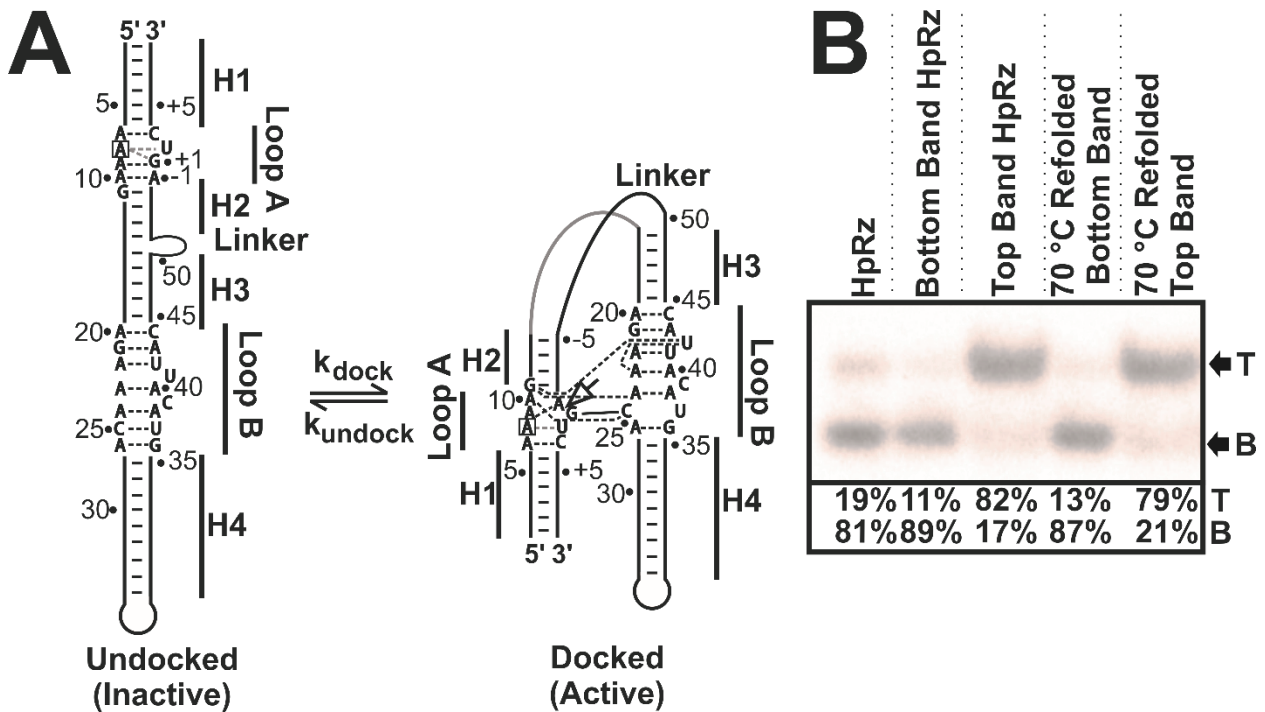 A
5' 3'
H1
5• •+5
A C
A U
A G •+1
10• A A •-1
G
Loop A
H2
Linker
50
H3
•45
20• A C
G A
A U
U
A A •40
A C
A A
25• C U
A G
•35
Loop B
30•
H4
Undocked
(Inactive)
k dock
k undock
Linker
•50
H3
•45
20• A C
G A
U
A U
A A •40
C
A A
C U
25 A G
•35
Loop B
•-5
H2
G
10• A A
A G
A U
A C
Loop A
5• •+5
H1
30•
H4
5' 3'
Docked
(Active)
B
HpRz
Bottom Band HpRz
Top Band HpRz
70 °C Refolded
Bottom Band
70 °C Refolded
Top Band
T
B
19% 11% 82% 13% 79% T
81% 89% 17% 87% 21% B